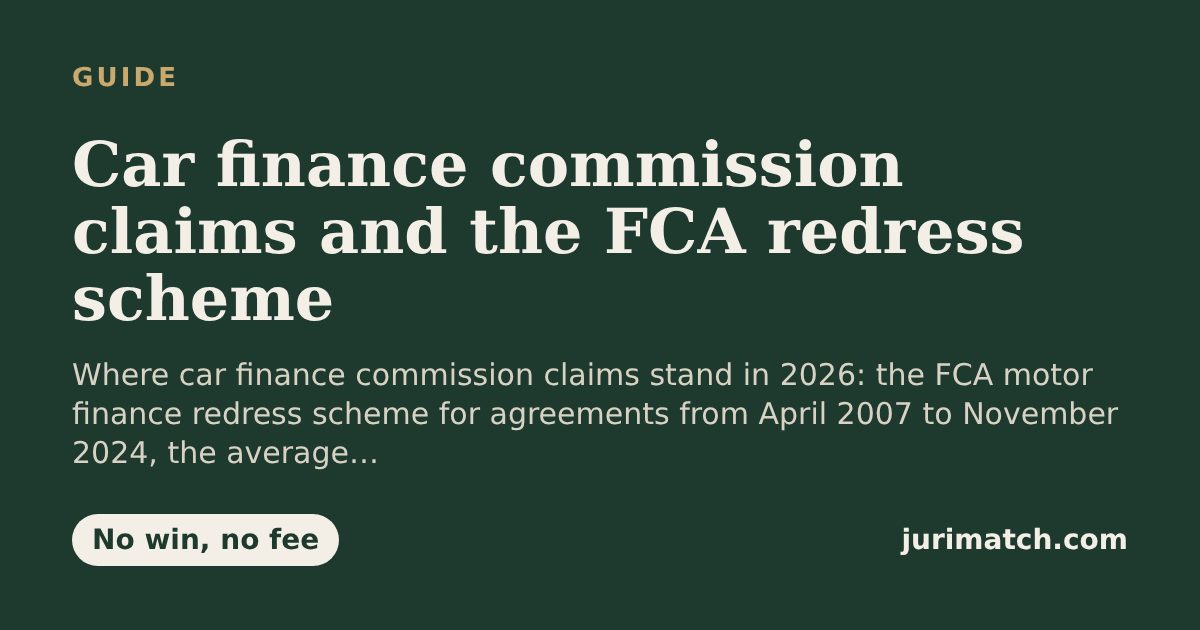 GUIDE
Car finance commission
claims and the FCA redress
scheme
Where car finance commission claims stand in 2026: the FCA motor
finance redress scheme for agreements from April 2007 to November
2024, the average…
No win, no fee
jurimatch.com